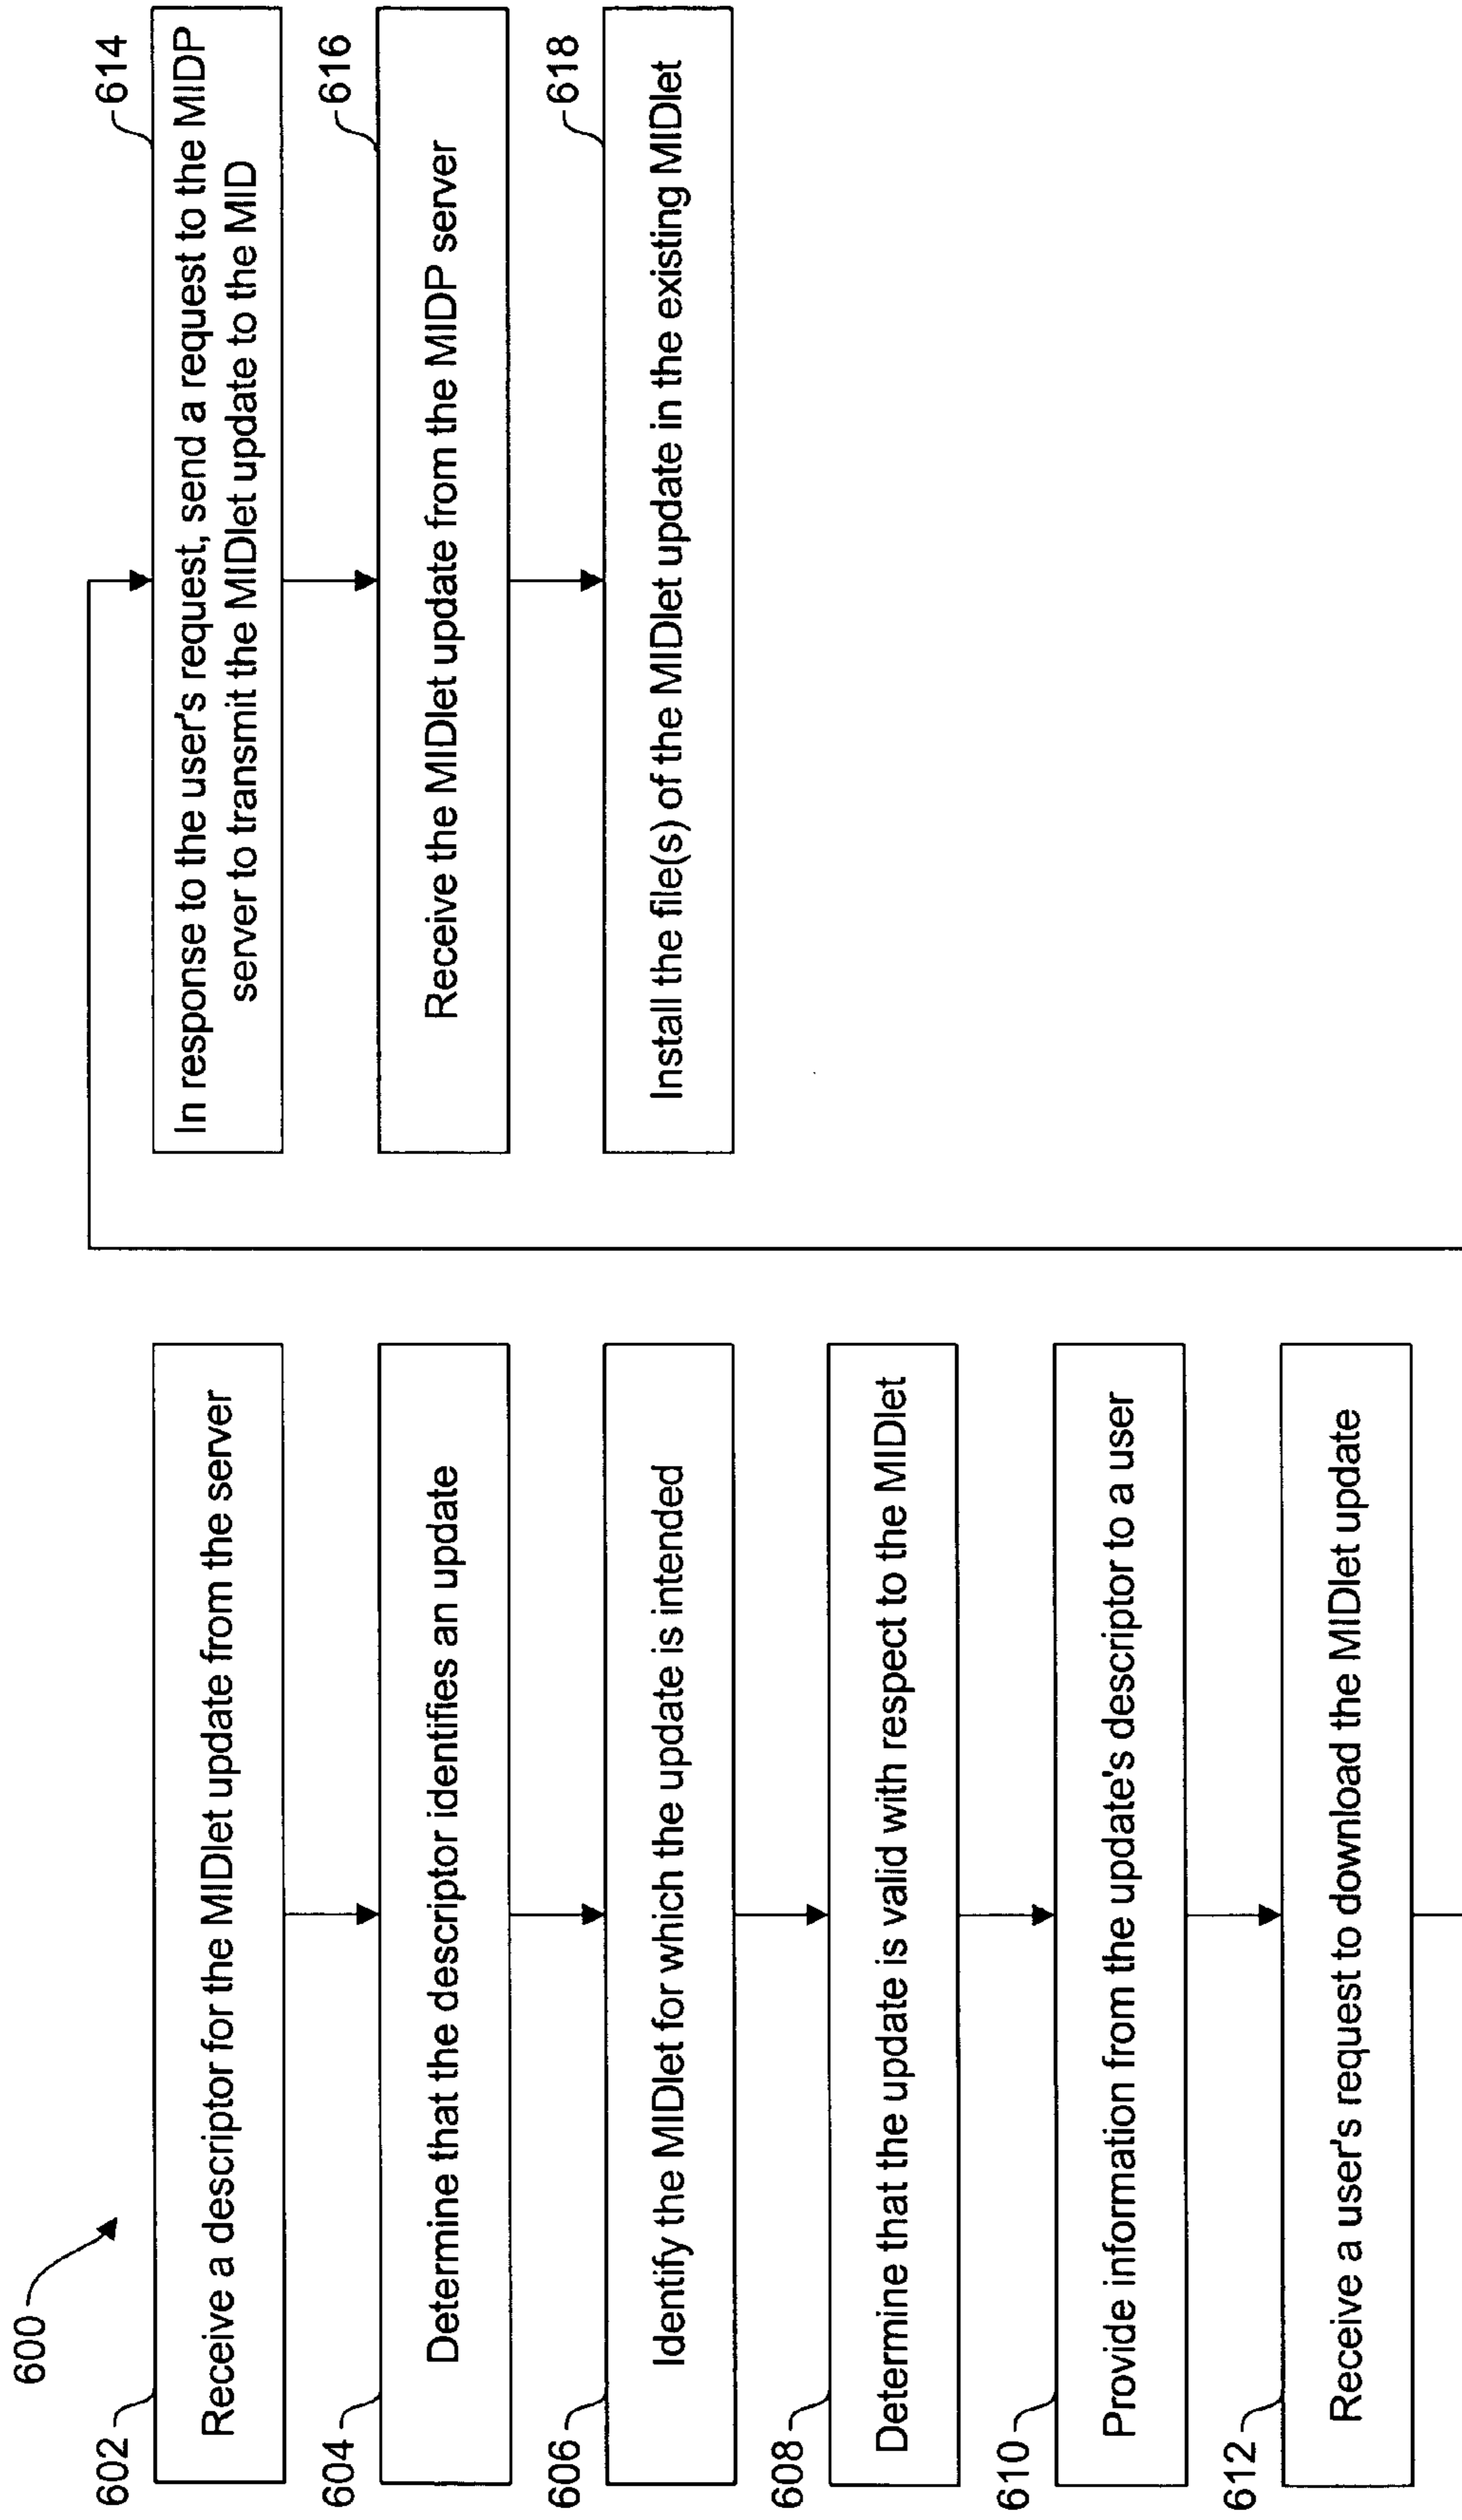 600
602
Receive a descriptor for the MIDlet update from the server
604
Determine that the descriptor identifies an update
606
Identify the MIDlet for which the update is intended
608
Determine that the update is valid with respect to the MIDlet
610
Provide information from the update's descriptor to a user
612
Receive a user's request to download the MIDlet update
614
In response to the user's request, send a request to the MIDP
server to transmit the MIDlet update to the MID
616
Receive the MIDlet update from the MIDP server
618
Install the file(s) of the MIDlet update in the existing MIDlet